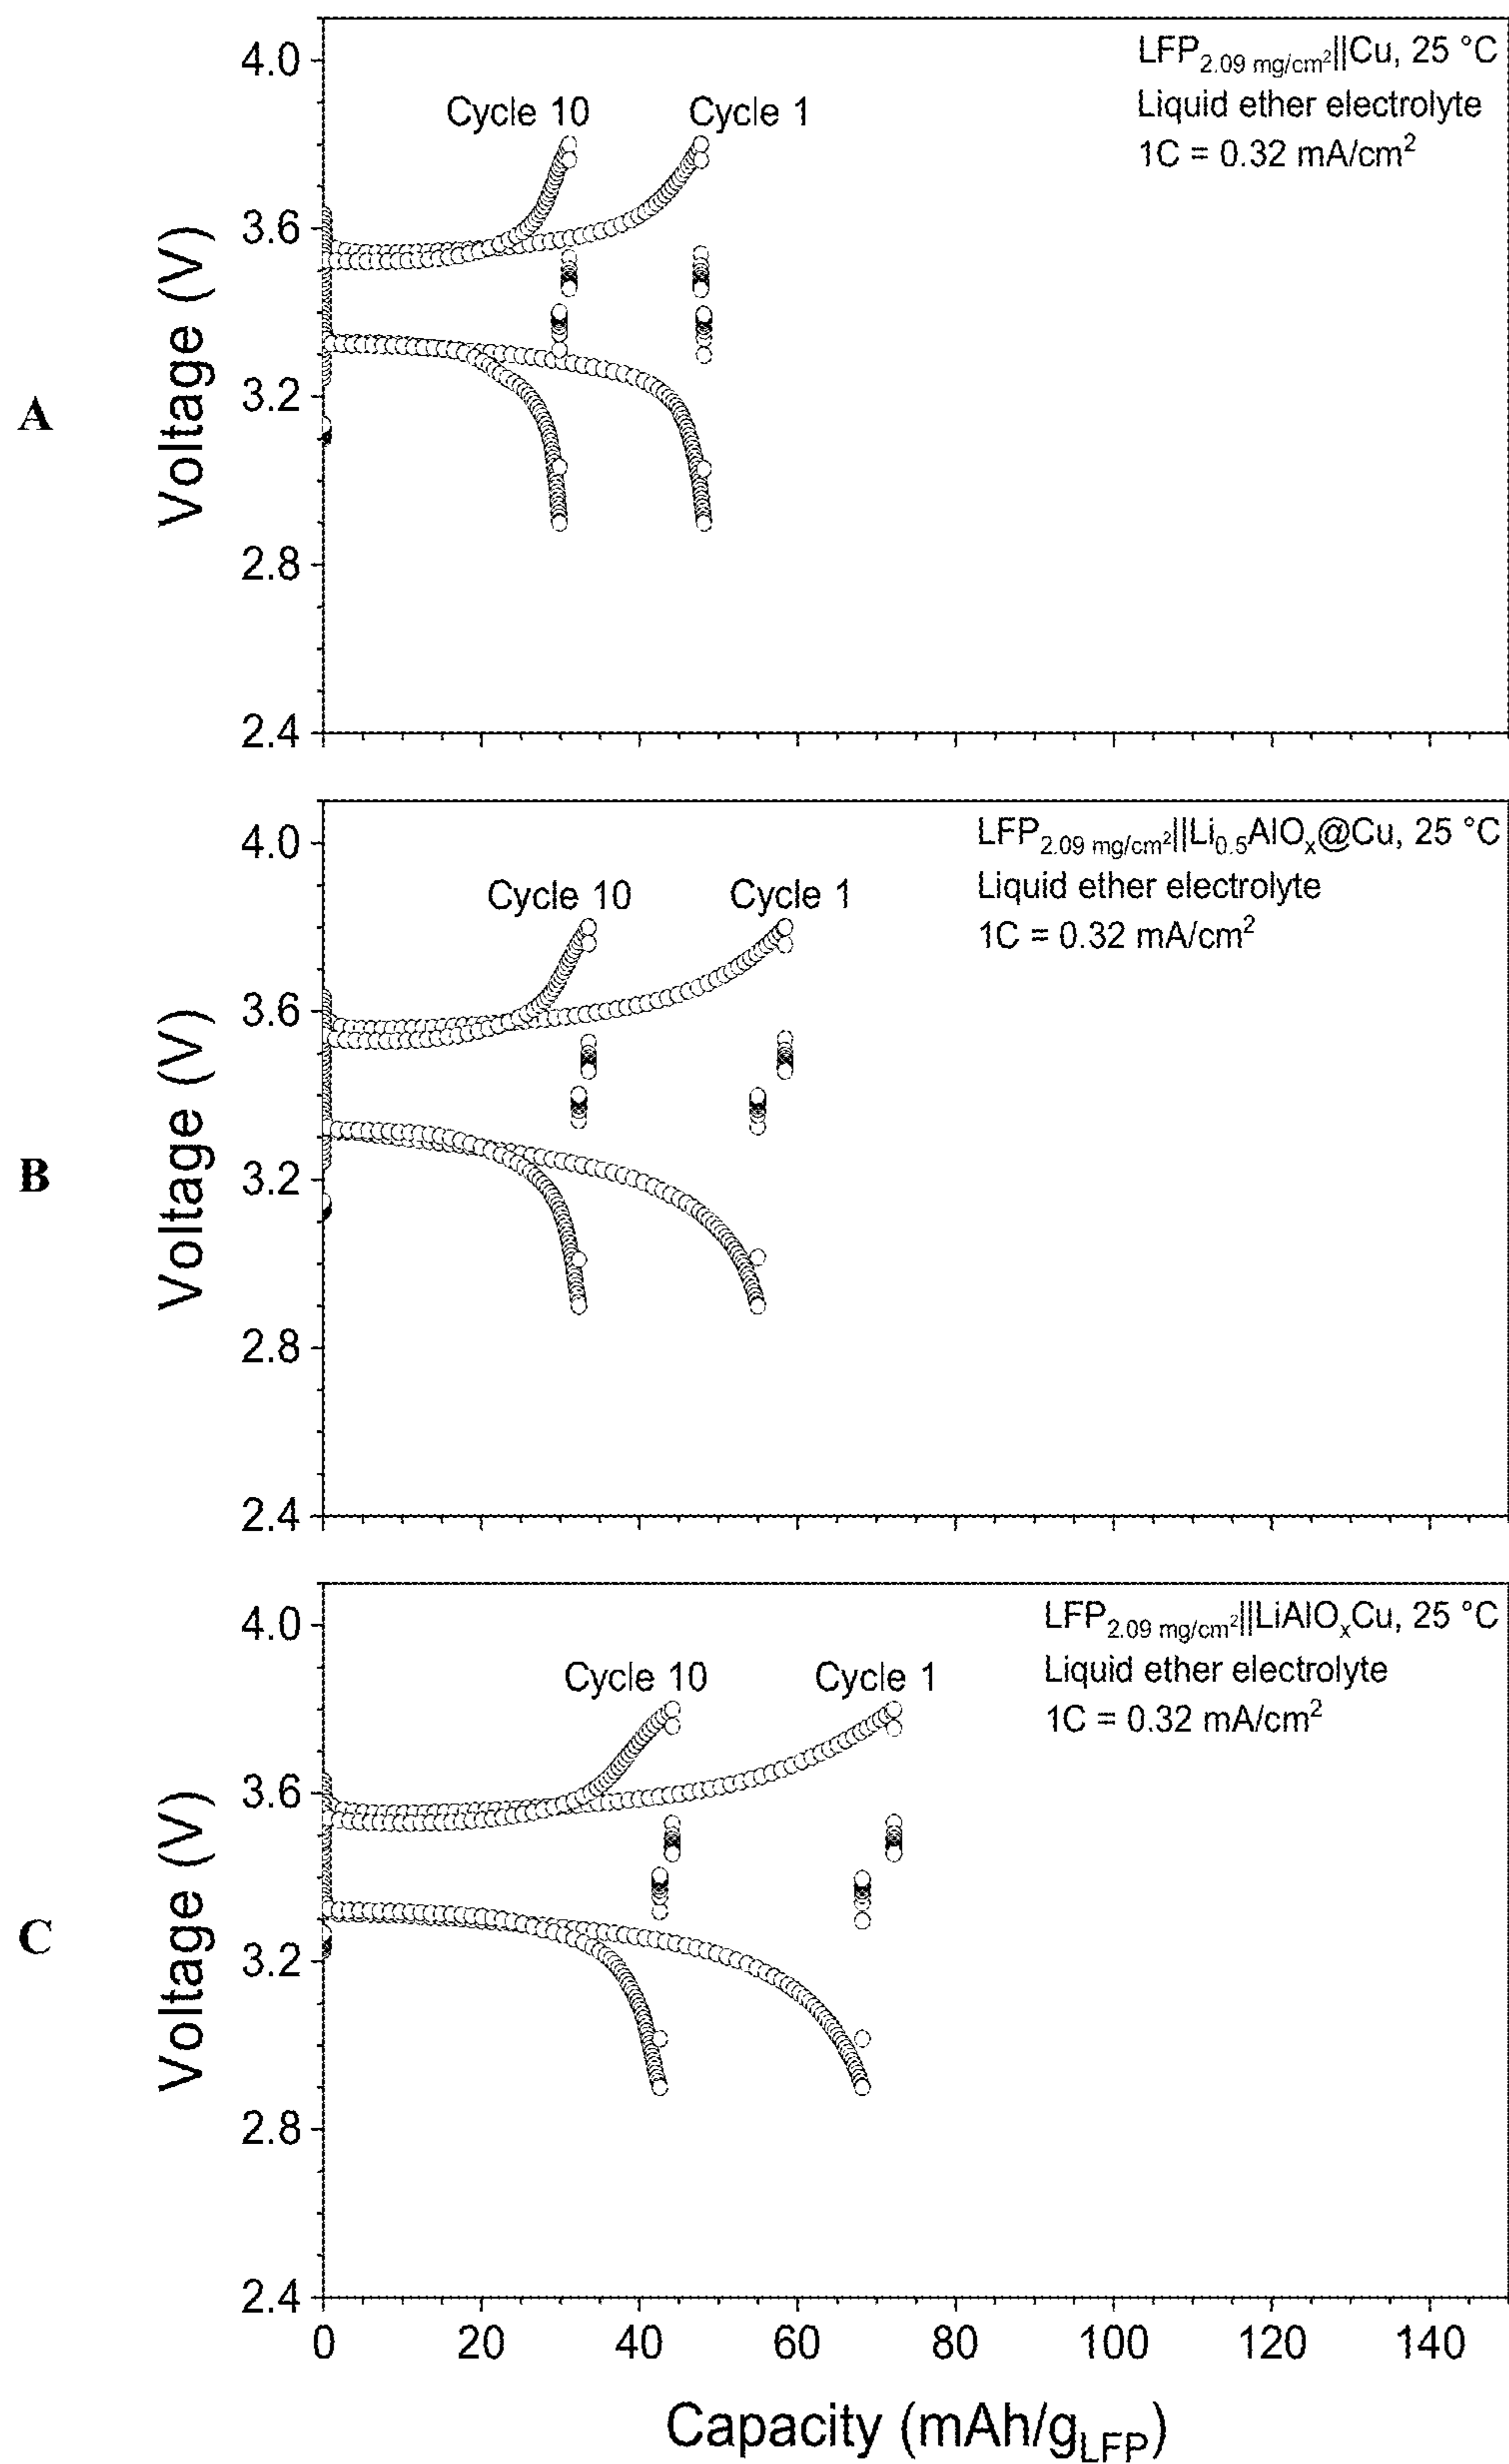 A
Voltage (V)
4.0
3.6
3.2
2.8
2.4
Cycle 10
Cycle 1
LFP2.09 mg/cm²||Cu, 25 °C
Liquid ether electrolyte
1C = 0.32 mA/cm²
B
Voltage (V)
4.0
3.6
3.2
2.8
2.4
Cycle 10
Cycle 1
LFP2.09 mg/cm²||Li0.5AlOx@Cu, 25 °C
Liquid ether electrolyte
1C = 0.32 mA/cm²
C
Voltage (V)
4.0
3.6
3.2
2.8
2.4
Cycle 10
Cycle 1
LFP2.09 mg/cm²||LiAlOxCu, 25 °C
Liquid ether electrolyte
1C = 0.32 mA/cm²
0 20 40 60 80 100 120 140
Capacity (mAh/gLFP)